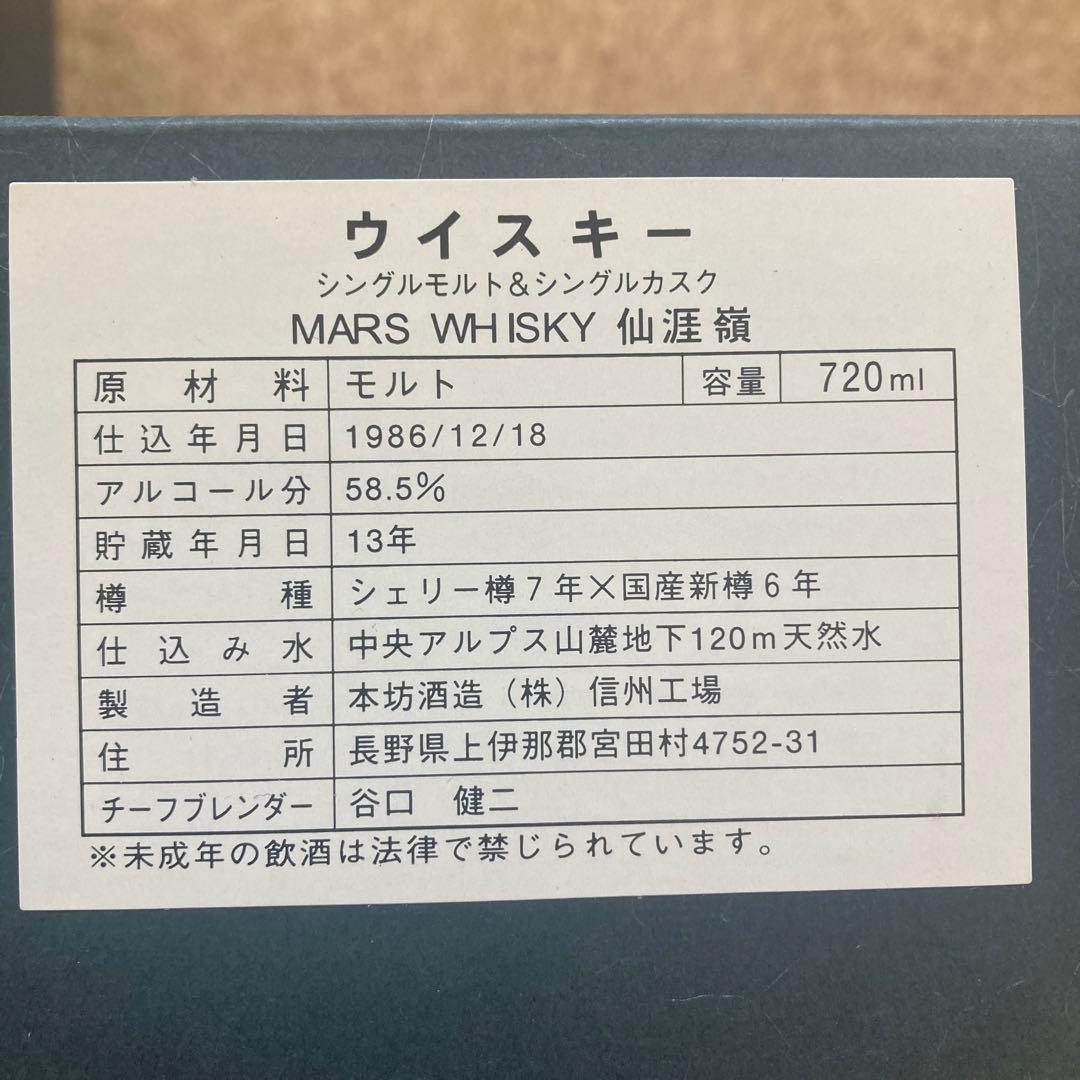 ウイスキー
シングルモルト&シングルカスク
MARS WHISKY 仙涯嶺
原材料 モルト 容量 720ml
仕込年月日 1986/12/18
アルコール分 58.5%
貯蔵年月日 13年
樽種 シェリー樽7年×国産新樽6年
仕込み水 中央アルプス山麓地下120m天然水
製造者 本坊酒造(株)信州工場
住所 長野県上伊那郡宮田村4752-31
チーフブレンダー 谷口 健二
※未成年の飲酒は法律で禁じられています。